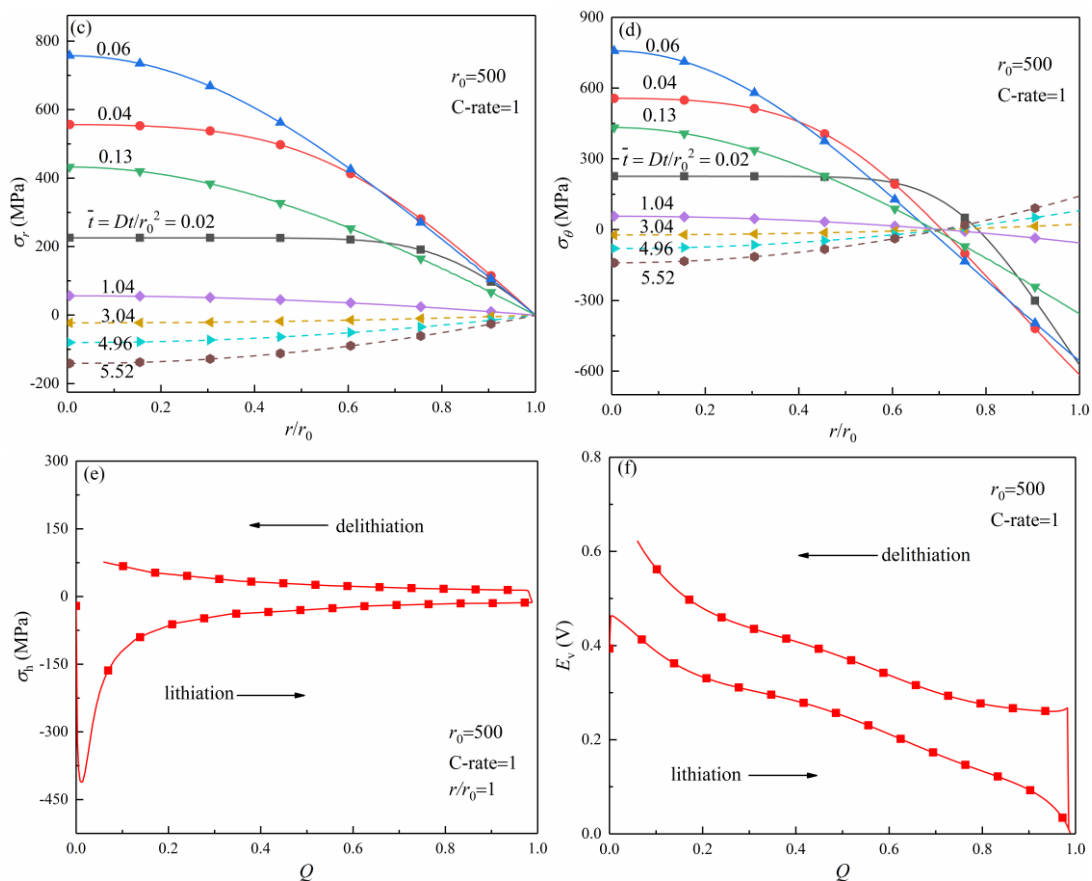 (c)
800
600
400
200
0
-200
σr (MPa)
0.06
0.04
0.13
t̄ = Dt/r₀² = 0.02
1.04
3.04
4.96
5.52
r₀=500
C-rate=1
0.0 0.2 0.4 0.6 0.8 1.0
r/r₀
(d)
900
600
300
0
-300
-600
σθ (MPa)
0.06
0.04
0.13
t̄ = Dt/r₀² = 0.02
1.04
3.04
4.96
5.52
r₀=500
C-rate=1
0.0 0.2 0.4 0.6 0.8 1.0
r/r₀
(e)
300
150
0
-150
-300
-450
σh (MPa)
delithiation
lithiation
r₀=500
C-rate=1
r/r₀=1
0.0 0.2 0.4 0.6 0.8 1.0
Q
(f)
0.8
0.6
0.4
0.2
0.0
Ev (V)
r₀=500
C-rate=1
delithiation
lithiation
0.0 0.2 0.4 0.6 0.8 1.0
Q